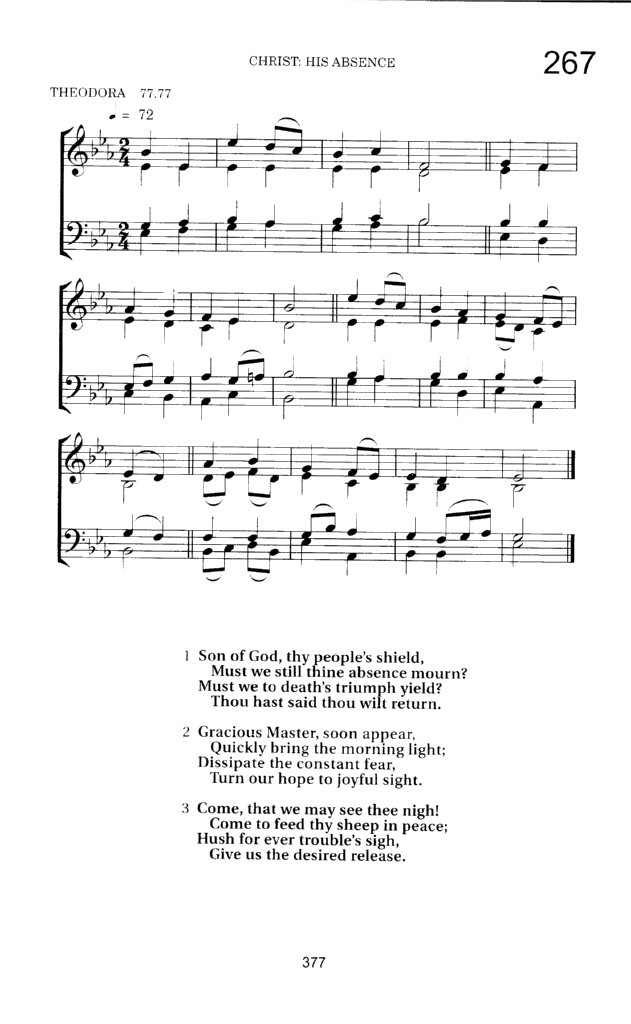 CHRIST: HIS ABSENCE
267
THEODORA 77.77
♩ = 72
1 Son of God, thy people's shield,
Must we still thine absence mourn?
Must we to death's triumph yield?
Thou hast said thou wilt return.
2 Gracious Master, soon appear,
Quickly bring the morning light;
Dissipate the constant fear,
Turn our hope to joyful sight.
3 Come, that we may see thee nigh!
Come to feed thy sheep in peace;
Hush for ever trouble's sigh,
Give us the desired release.
377